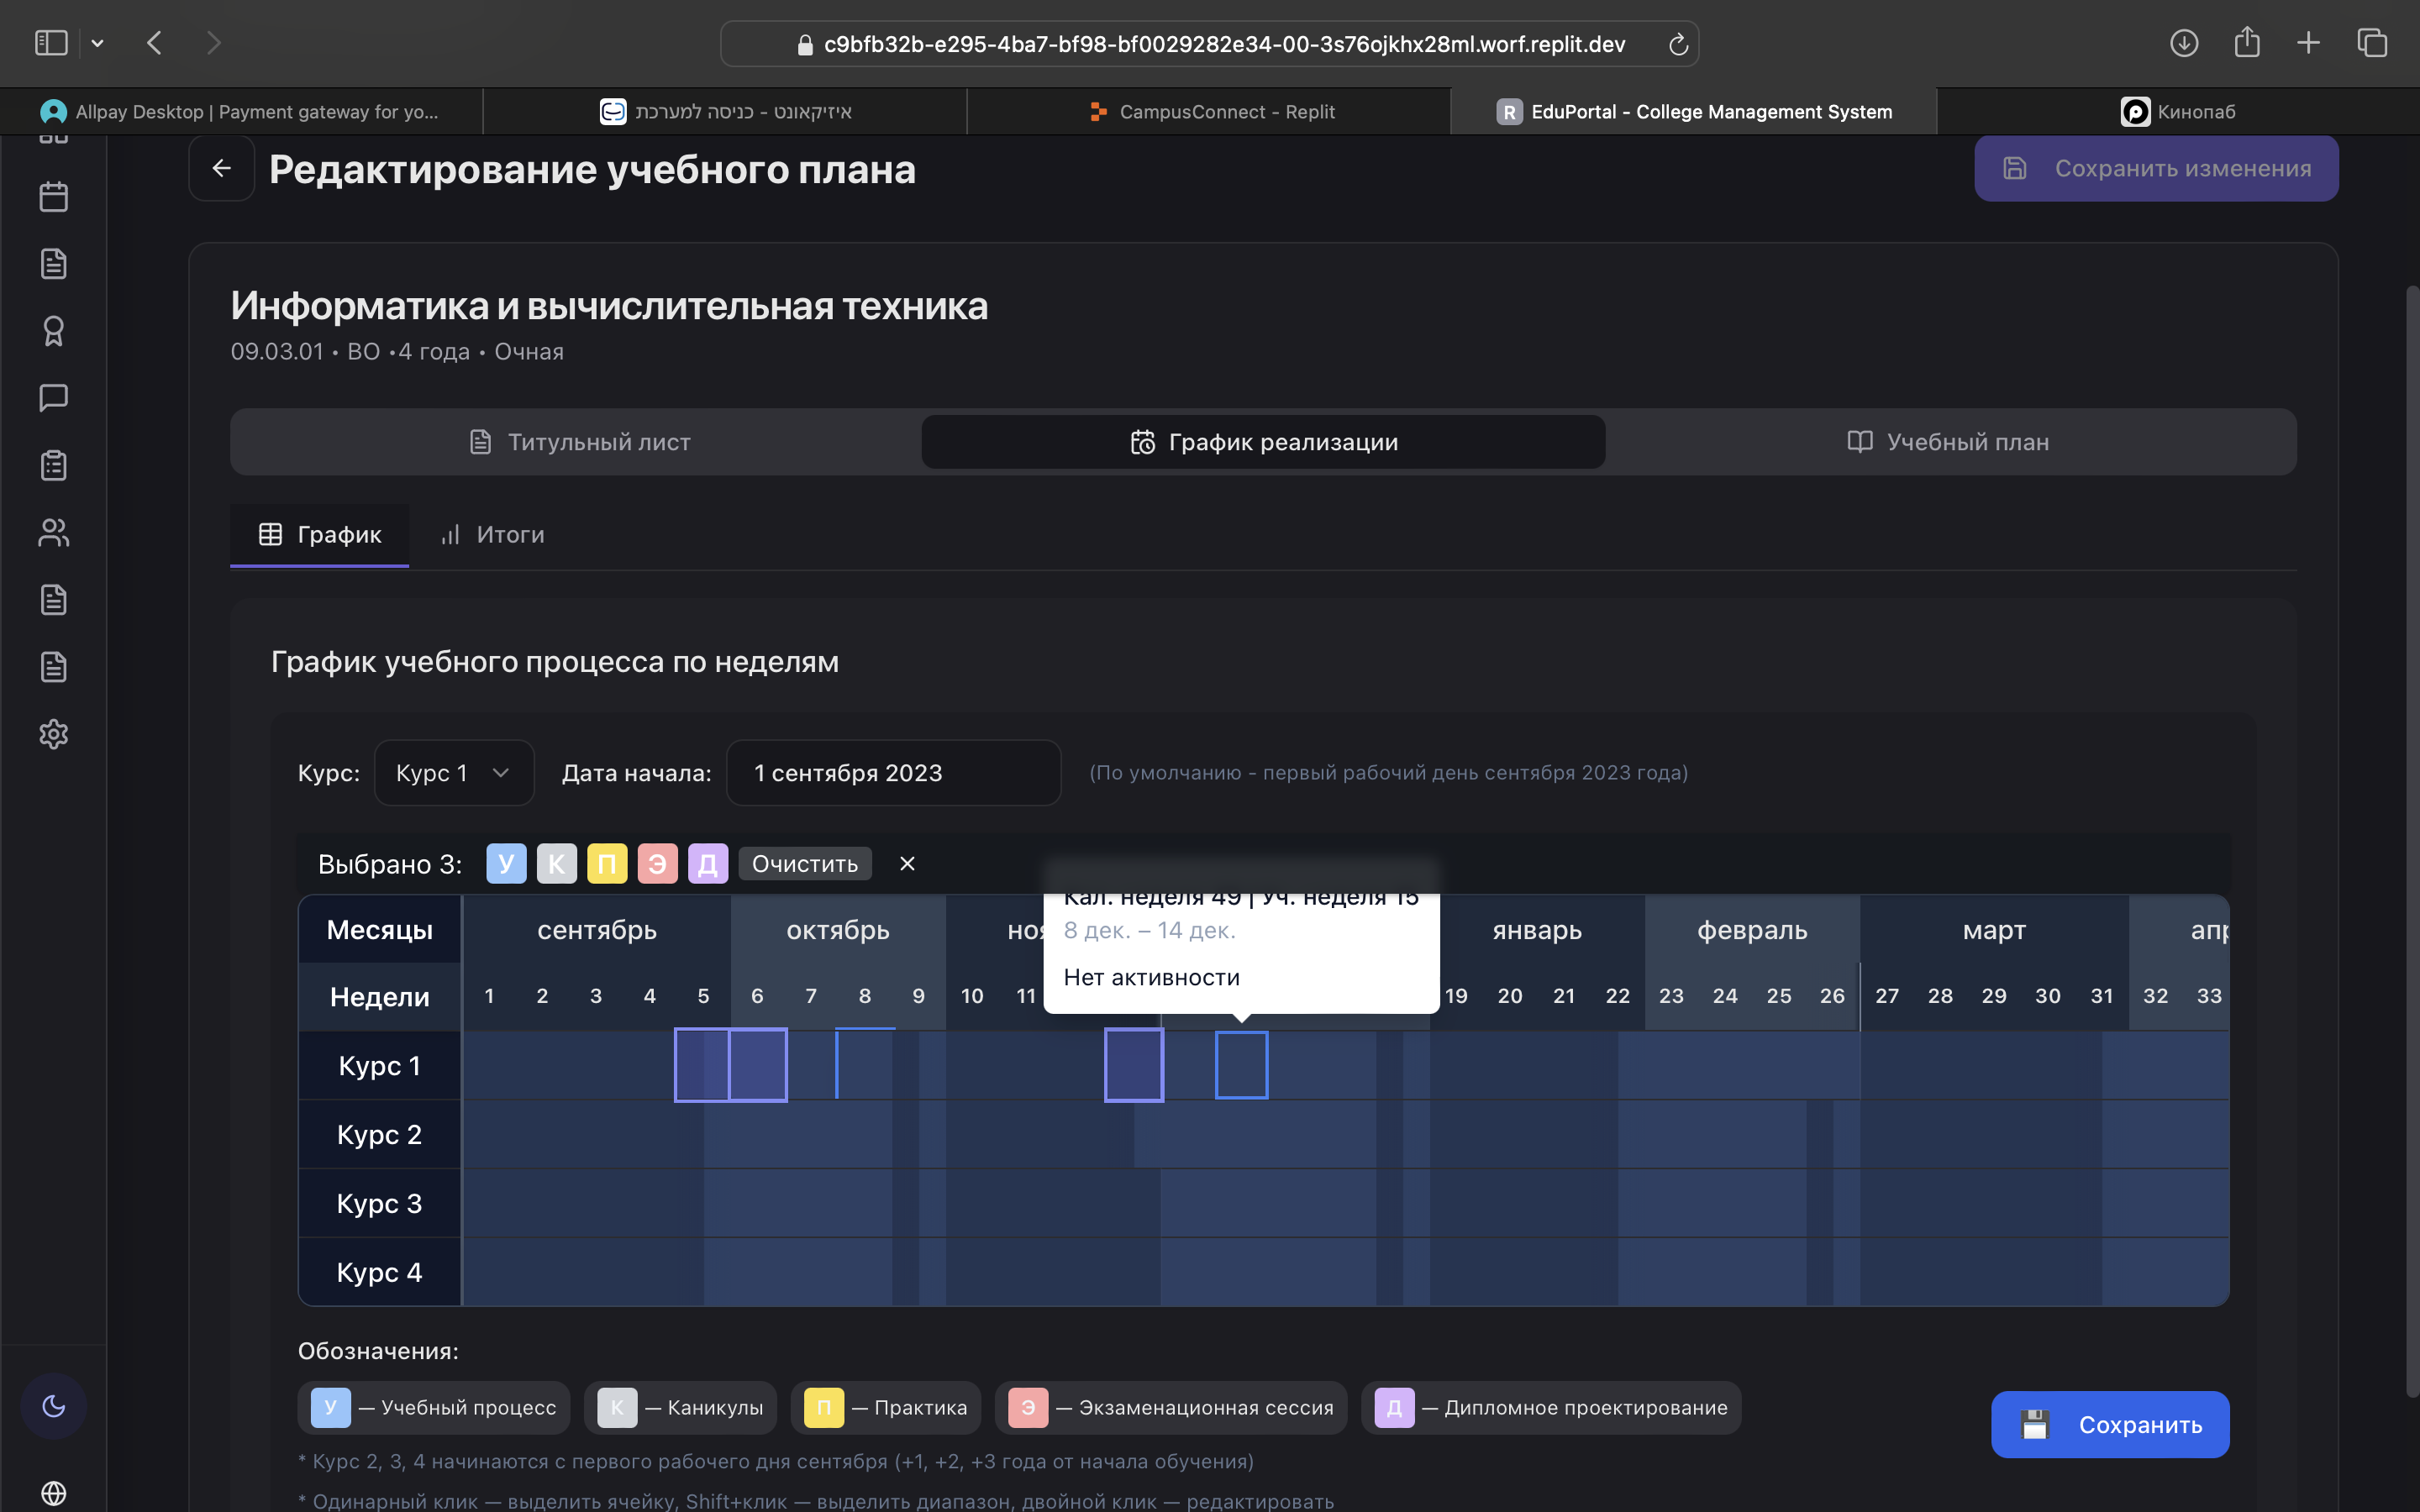 c9bfb32b-e295-4ba7-bf98-bf0029282e34-00-3s76ojkhx28ml.worf.replit.dev
Allpay Desktop | Payment gateway for yo...
איזיקאונט - כניסה למערכת
CampusConnect - Replit
R EduPortal - College Management System
Кинопаб
Редактирование учебного плана
Сохранить изменения
Информатика и вычислительная техника
09.03.01 • ВО •4 года • Очная
Титульный лист
График реализации
Учебный план
График
Итоги
График учебного процесса по неделям
Курс: Курс 1 Дата начала: 1 сентября 2023 (По умолчанию - первый рабочий день сентября 2023 года)
Выбрано 3: У К П Э Д Очистить ×
Кал. неделя 49 | Уч. неделя 15
8 дек. – 14 дек.
Нет активности
Месяцы сентябрь октябрь ноя январь февраль март апр
Недели 1 2 3 4 5 6 7 8 9 10 11 19 20 21 22 23 24 25 26 27 28 29 30 31 32 33
Курс 1
Курс 2
Курс 3
Курс 4
Обозначения:
У — Учебный процесс К — Каникулы П — Практика Э — Экзаменационная сессия Д — Дипломное проектирование
Сохранить
* Курс 2, 3, 4 начинаются с первого рабочего дня сентября (+1, +2, +3 года от начала обучения)
* Одинарный клик — выделить ячейку, Shift+клик — выделить диапазон, двойной клик — редактировать